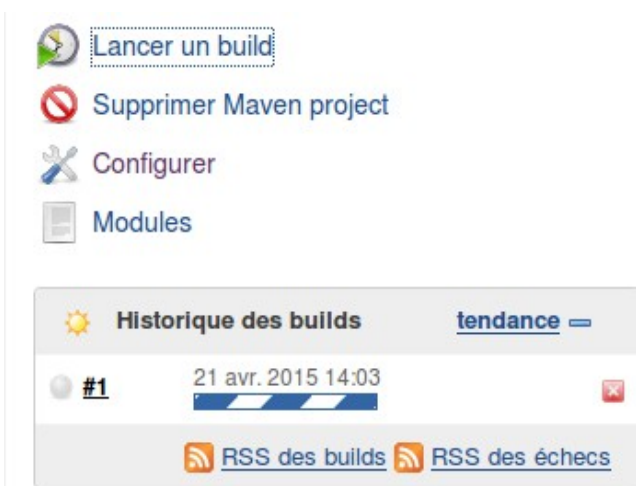 Lancer un build
Supprimer Maven project
Configurer
Modules
Historique des builds tendance
#1 21 avr. 2015 14:03
RSS des builds RSS des échecs